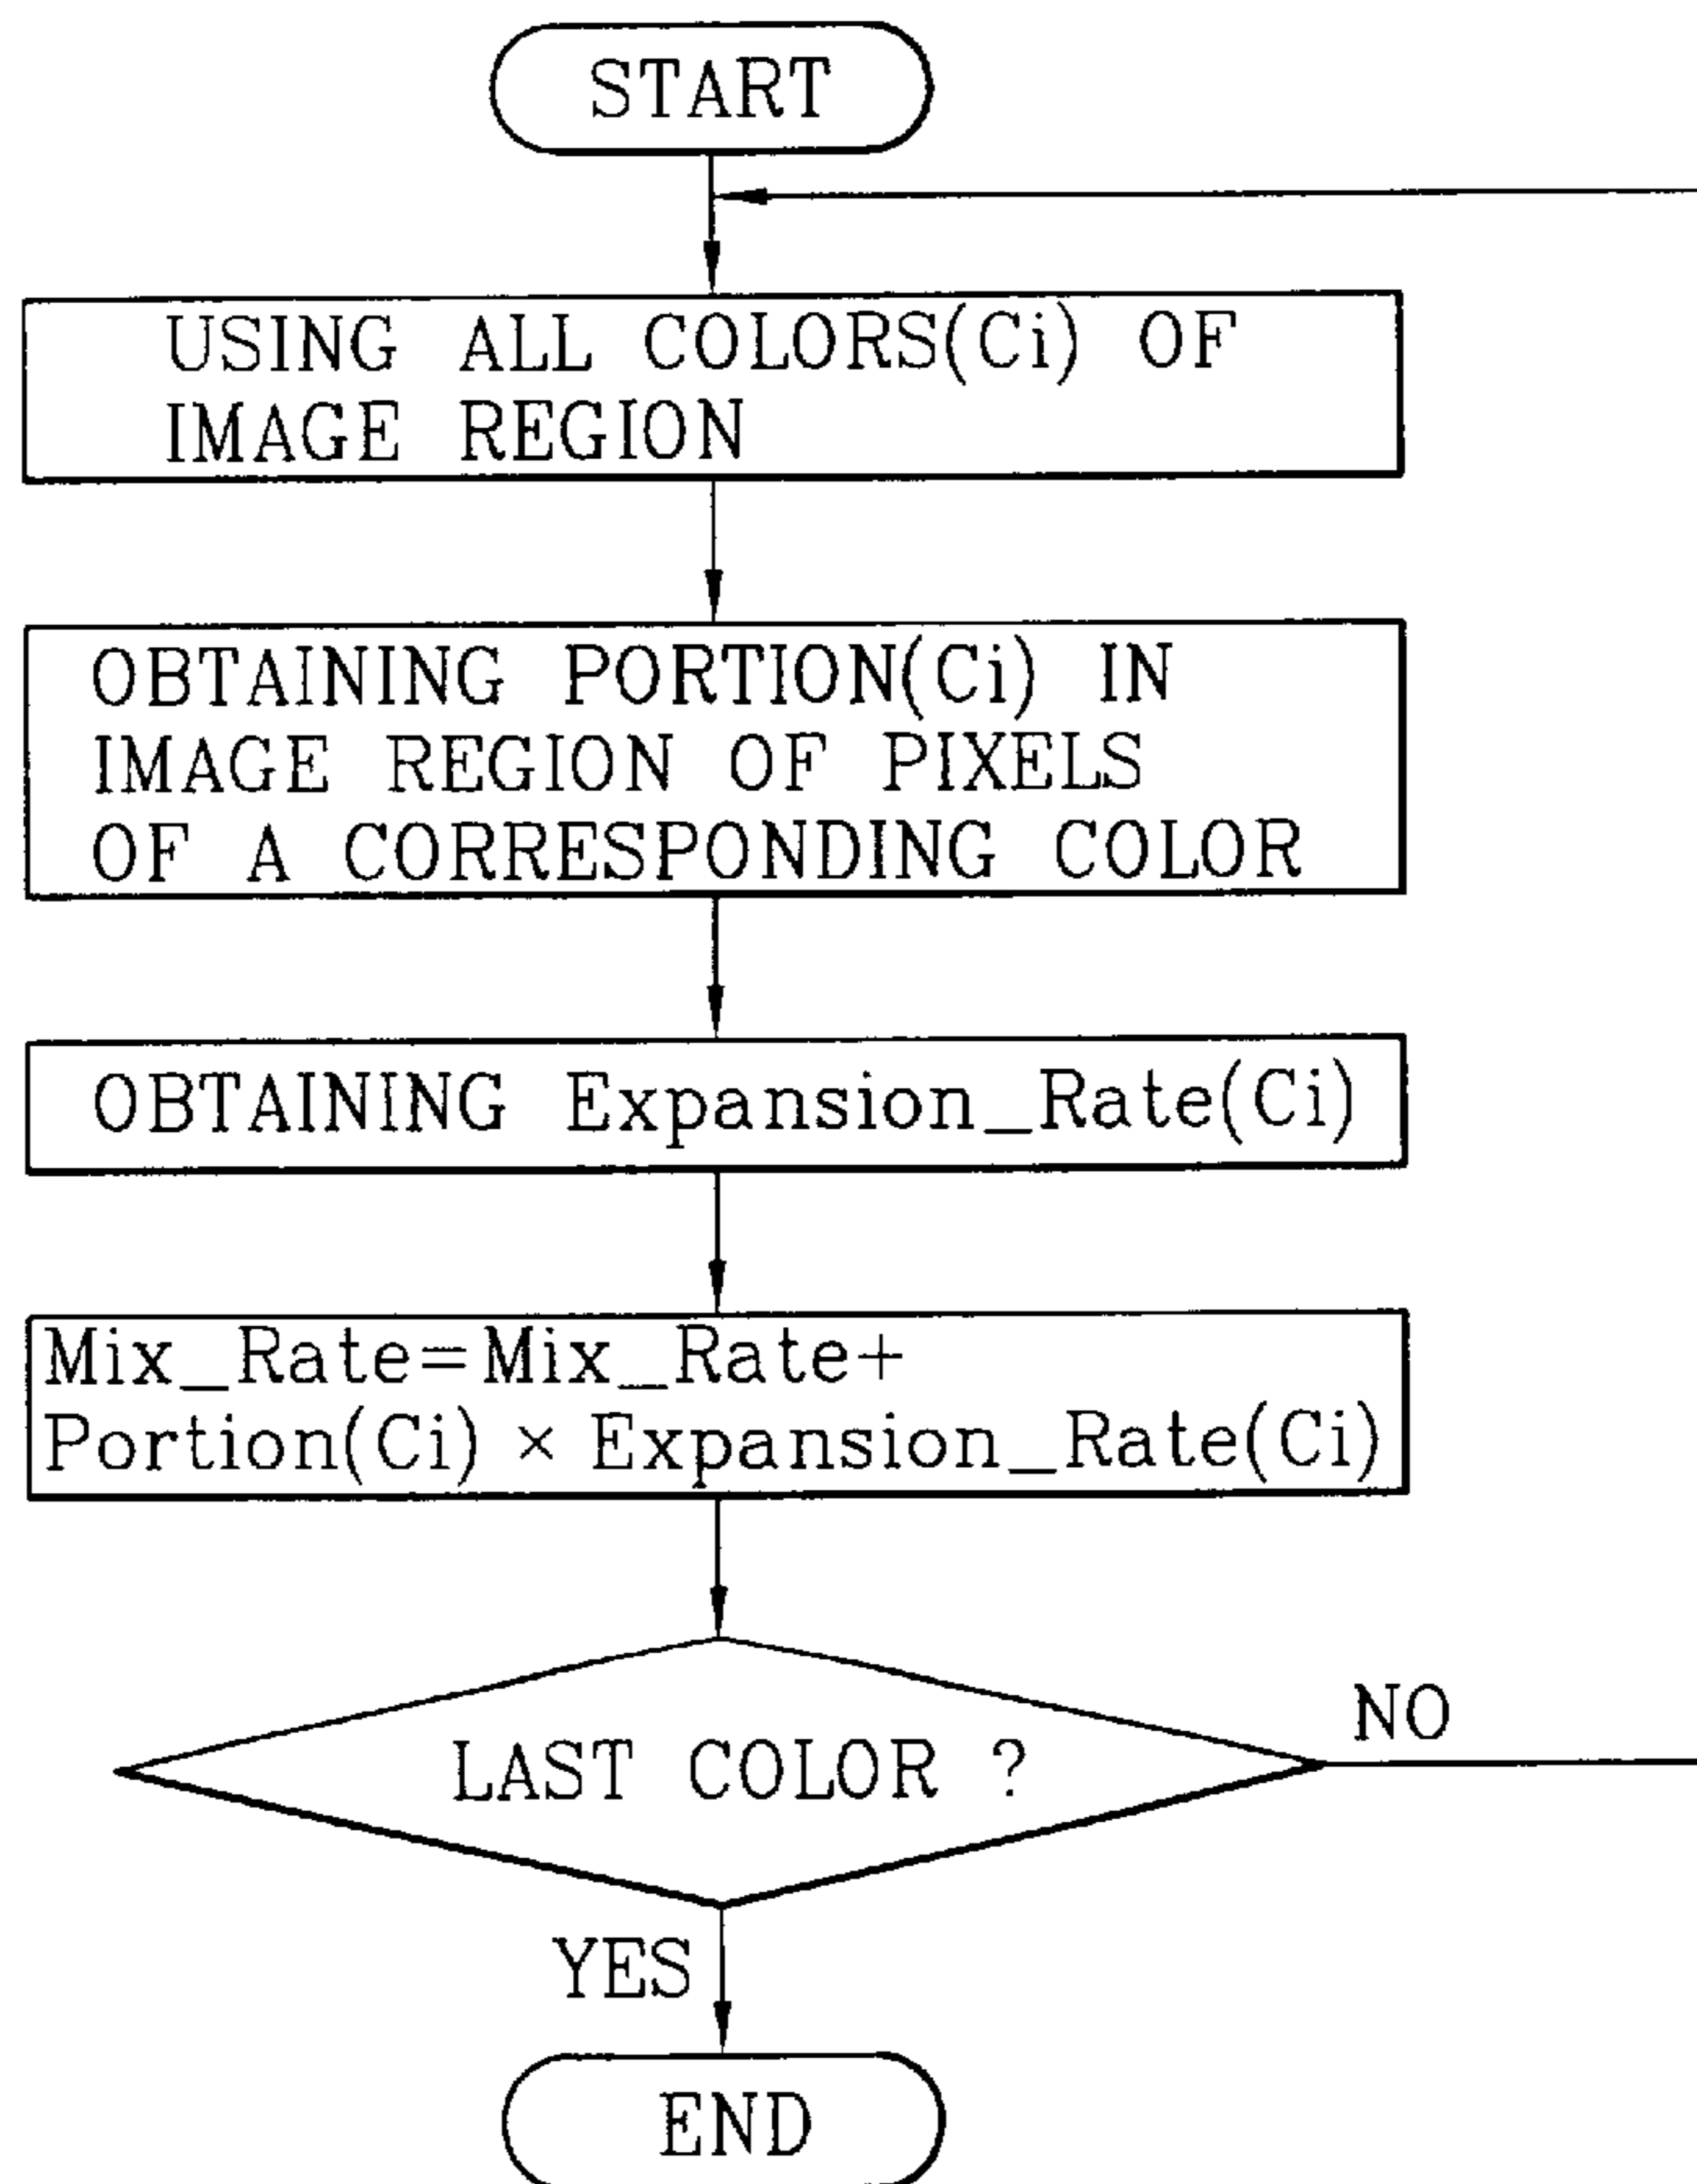 START
USING ALL COLORS(Ci) OF
IMAGE REGION
OBTAINING PORTION(Ci) IN
IMAGE REGION OF PIXELS
OF A CORRESPONDING COLOR
OBTAINING Expansion_Rate(Ci)
Mix_Rate=Mix_Rate+
Portion(Ci) × Expansion_Rate(Ci)
LAST COLOR ?
NO
YES
END